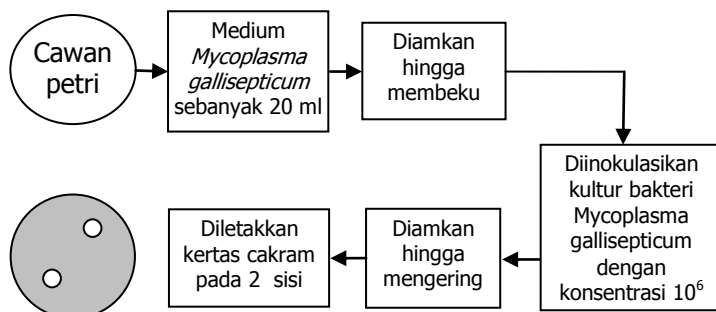 Cawan
petri
Medium
Mycoplasma
gallisepticum
sebanyak 20 ml
Diamkan
hingga
membeku
Diinokulasikan
kultur bakteri
Mycoplasma
gallisepticum
dengan
konsentrasi 10⁶
Diamkan
hingga
mengering
Diletakkan
kertas cakram
pada 2 sisi